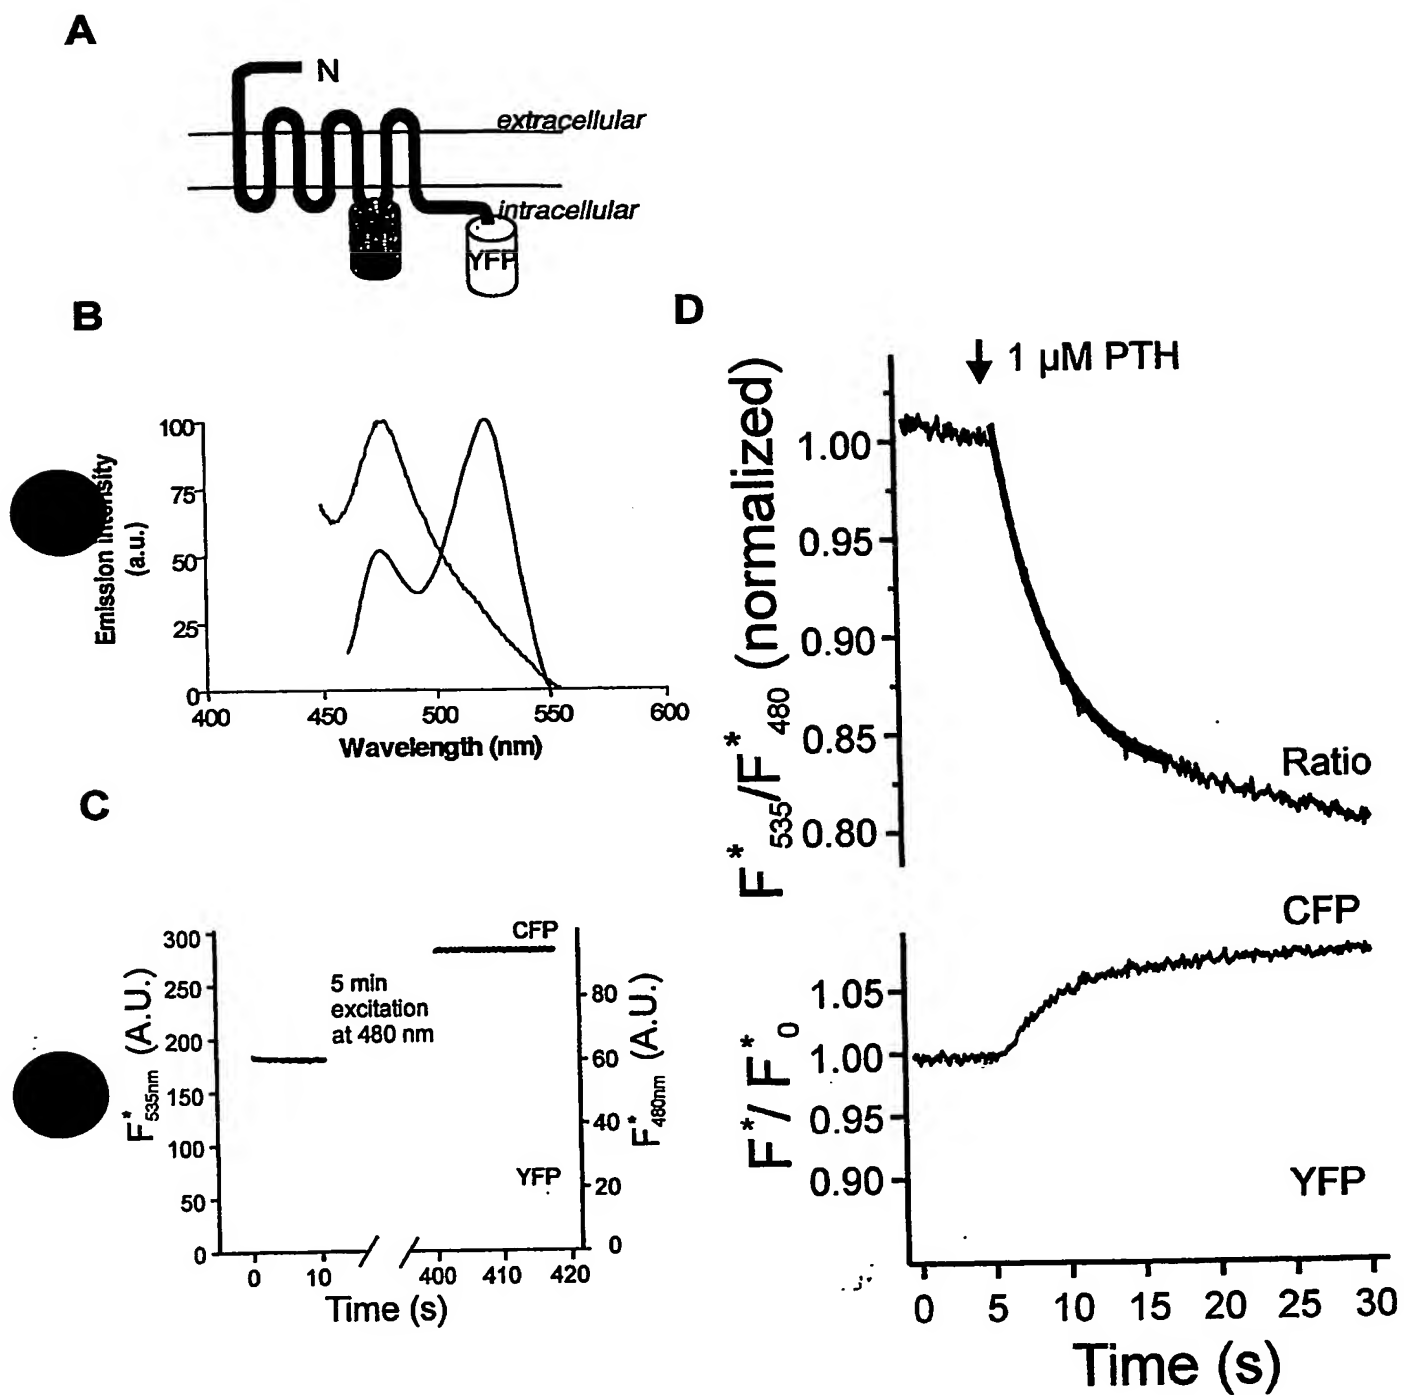 A
N
extracellular
intracellular
YFP
B
100
75
50
25
0
Emission intensity
(a.u.)
400 450 500 550 600
Wavelength (nm)
C
300
250
200
150
100
50
0
F*535nm (A.U.)
5 min
excitation
at 480 nm
CFP
YFP
80
60
40
20
0
F*480nm (A.U.)
0 10 400 410 420
Time (s)
D
1 µM PTH
1.00
0.95
0.90
0.85
0.80
F*535/F*480 (normalized)
Ratio
CFP
1.05
1.00
0.95
0.90
F*/F*0
YFP
0 5 10 15 20 25 30
Time (s)